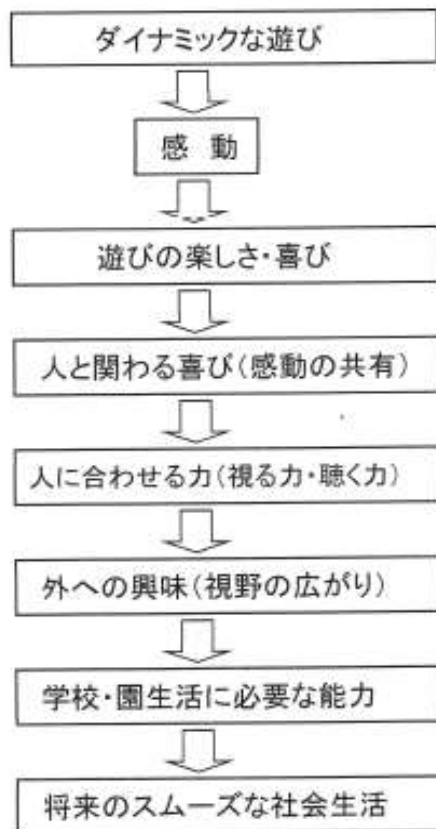 ダイナミックな遊び
感 動
遊びの楽しさ・喜び
人と関わる喜び(感動の共有)
人に合わせる力(視る力・聴く力)
外への興味(視野の広がり)
学校・園生活に必要な能力
将来のスムーズな社会生活